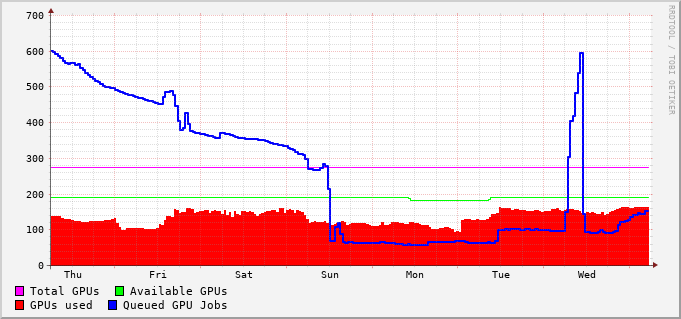 700
600
500
400
300
200
100
0
Thu Fri Sat Sun Mon Tue Wed
Total GPUs Available GPUs
GPUs used Queued GPU Jobs
RRDTOOL / TOBI OETIKER